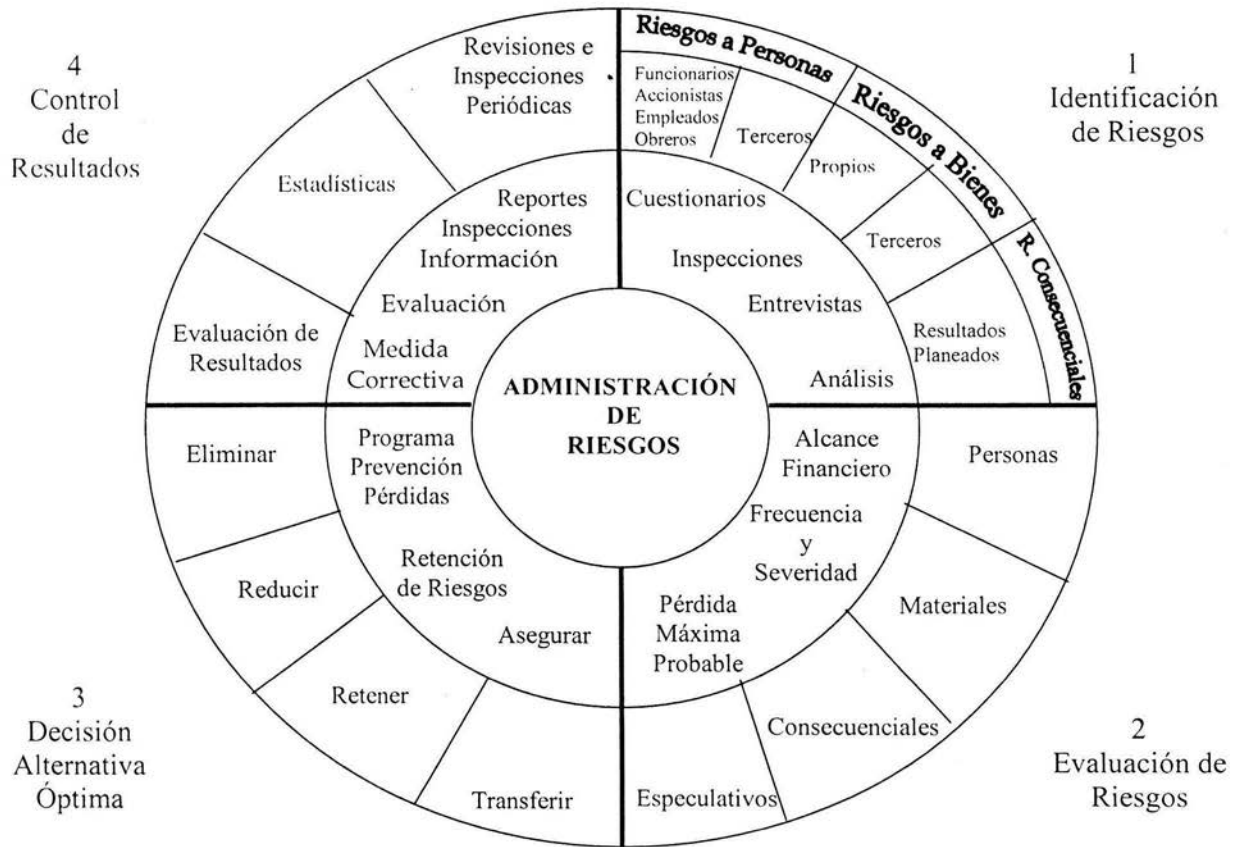 4
Control
de
Resultados
Revisiones e
Inspecciones
Periódicas
Estadísticas
Evaluación de
Resultados
Reportes
Inspecciones
Información
Evaluación
Medida
Correctiva
Riesgos a Personas
Riesgos a Bienes
R. Consecuenciales
Funcionarios
Accionistas
Empleados
Obreros
Terceros
Propios
Terceros
Resultados
Planeados
Cuestionarios
Inspecciones
Entrevistas
Análisis
1
Identificación
de Riesgos
ADMINISTRACIÓN
DE
RIESGOS
Eliminar
Reducir
Retener
Transferir
Programa
Prevención
Pérdidas
Retención
de Riesgos
Asegurar
3
Decisión
Alternativa
Óptima
Alcance
Financiero
Frecuencia
y
Severidad
Pérdida
Máxima
Probable
Personas
Materiales
Consecuenciales
Especulativos
2
Evaluación de
Riesgos